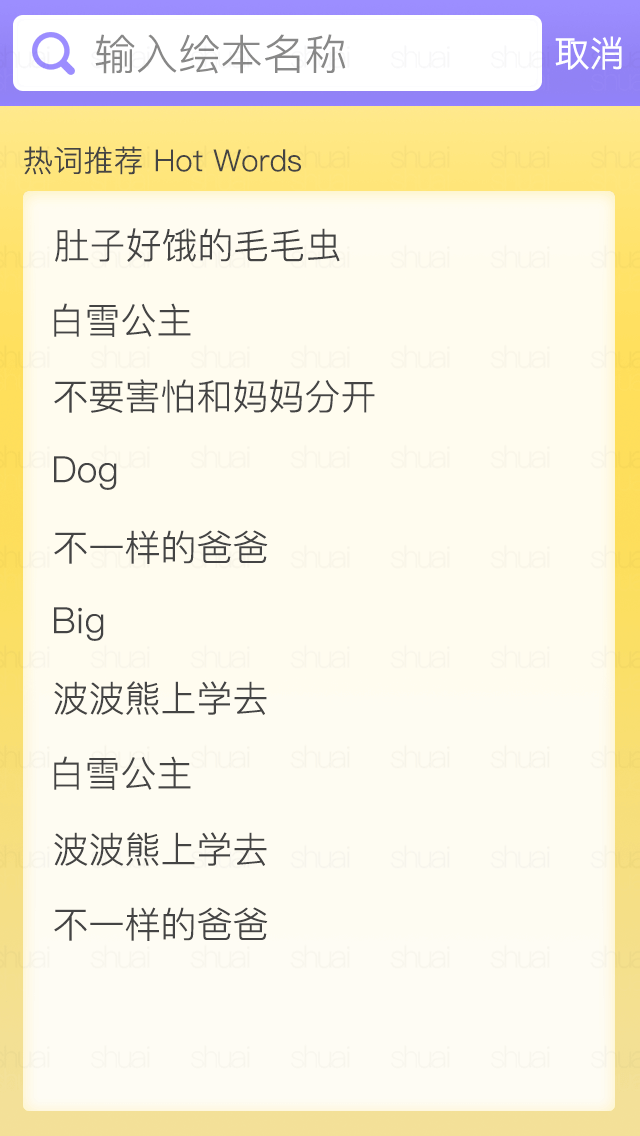 输入绘本名称 取消
热词推荐 Hot Words
肚子好饿的毛毛虫
白雪公主
不要害怕和妈妈分开
Dog
不一样的爸爸
Big
波波熊上学去
白雪公主
波波熊上学去
不一样的爸爸